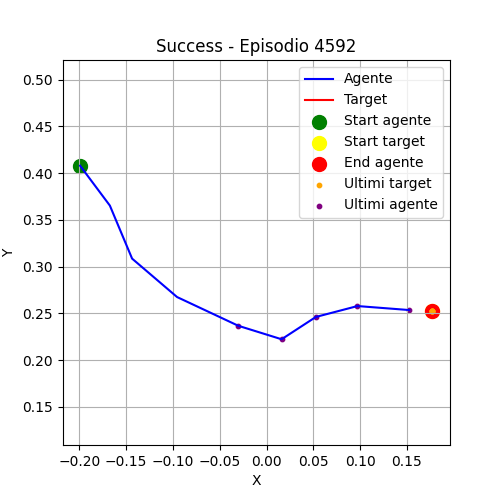 Success - Episodio 4592
Y
0.50
0.45
0.40
0.35
0.30
0.25
0.20
0.15
Agente
Target
Start agente
Start target
End agente
Ultimi target
Ultimi agente
−0.20 −0.15 −0.10 −0.05 0.00 0.05 0.10 0.15
X